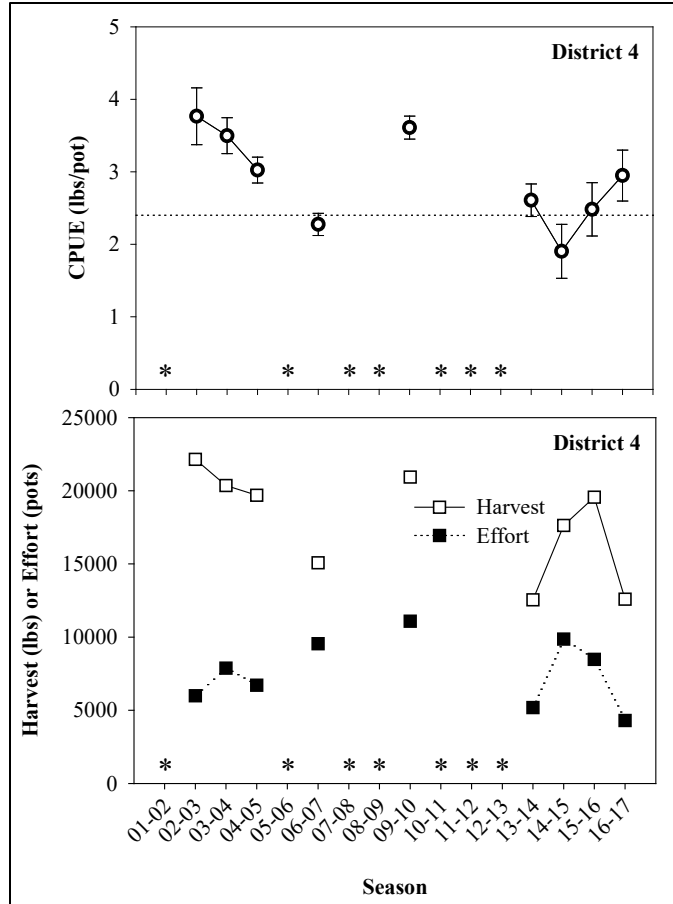 District 4
CPUE (lbs/pot)
5
4
3
2
1
0
* * * * * * *
District 4
Harvest (lbs) or Effort (pots)
25000
20000
15000
10000
5000
0
Harvest
Effort
* * * * * * *
01-02 02-03 03-04 04-05 05-06 06-07 07-08 08-09 09-10 10-11 11-12 12-13 13-14 14-15 15-16 16-17
Season